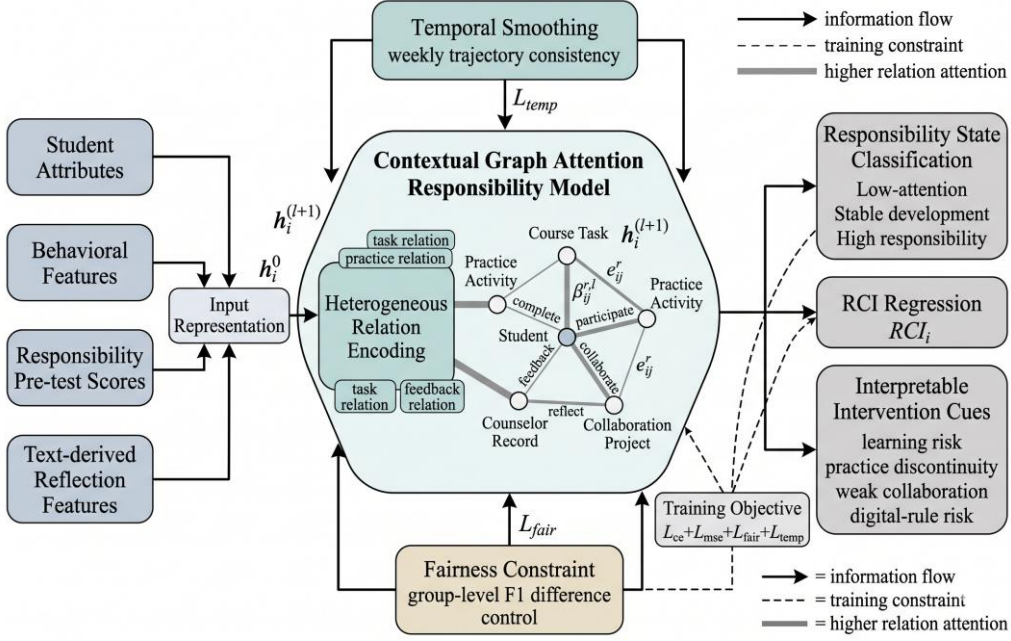 Temporal Smoothing
weekly trajectory consistency
information flow
training constraint
higher relation attention
L_temp
Student
Attributes
Behavioral
Features
Responsibility
Pre-test Scores
Text-derived
Reflection
Features
h_i^0
Input
Representation
h_i^(l+1)
Contextual Graph Attention
Responsibility Model
task relation
practice relation
Heterogeneous
Relation
Encoding
task
relation
feedback
relation
Course Task
h_i^(l+1)
Practice
Activity
e_ij^r
β_ij^r,l
Practice
Activity
complete
participate
Student
feedback
collaborate
e_ij^r
reflect
Counselor
Record
Collaboration
Project
Responsibility State
Classification
Low-attention
Stable development
High responsibility
RCI Regression
RCI_i
Interpretable
Intervention Cues
learning risk
practice discontinuity
weak collaboration
digital-rule risk
Training Objective
L_ce+L_mse+L_fair+L_temp
L_fair
Fairness Constraint
group-level F1 difference
control
= information flow
= training constraint
= higher relation attention